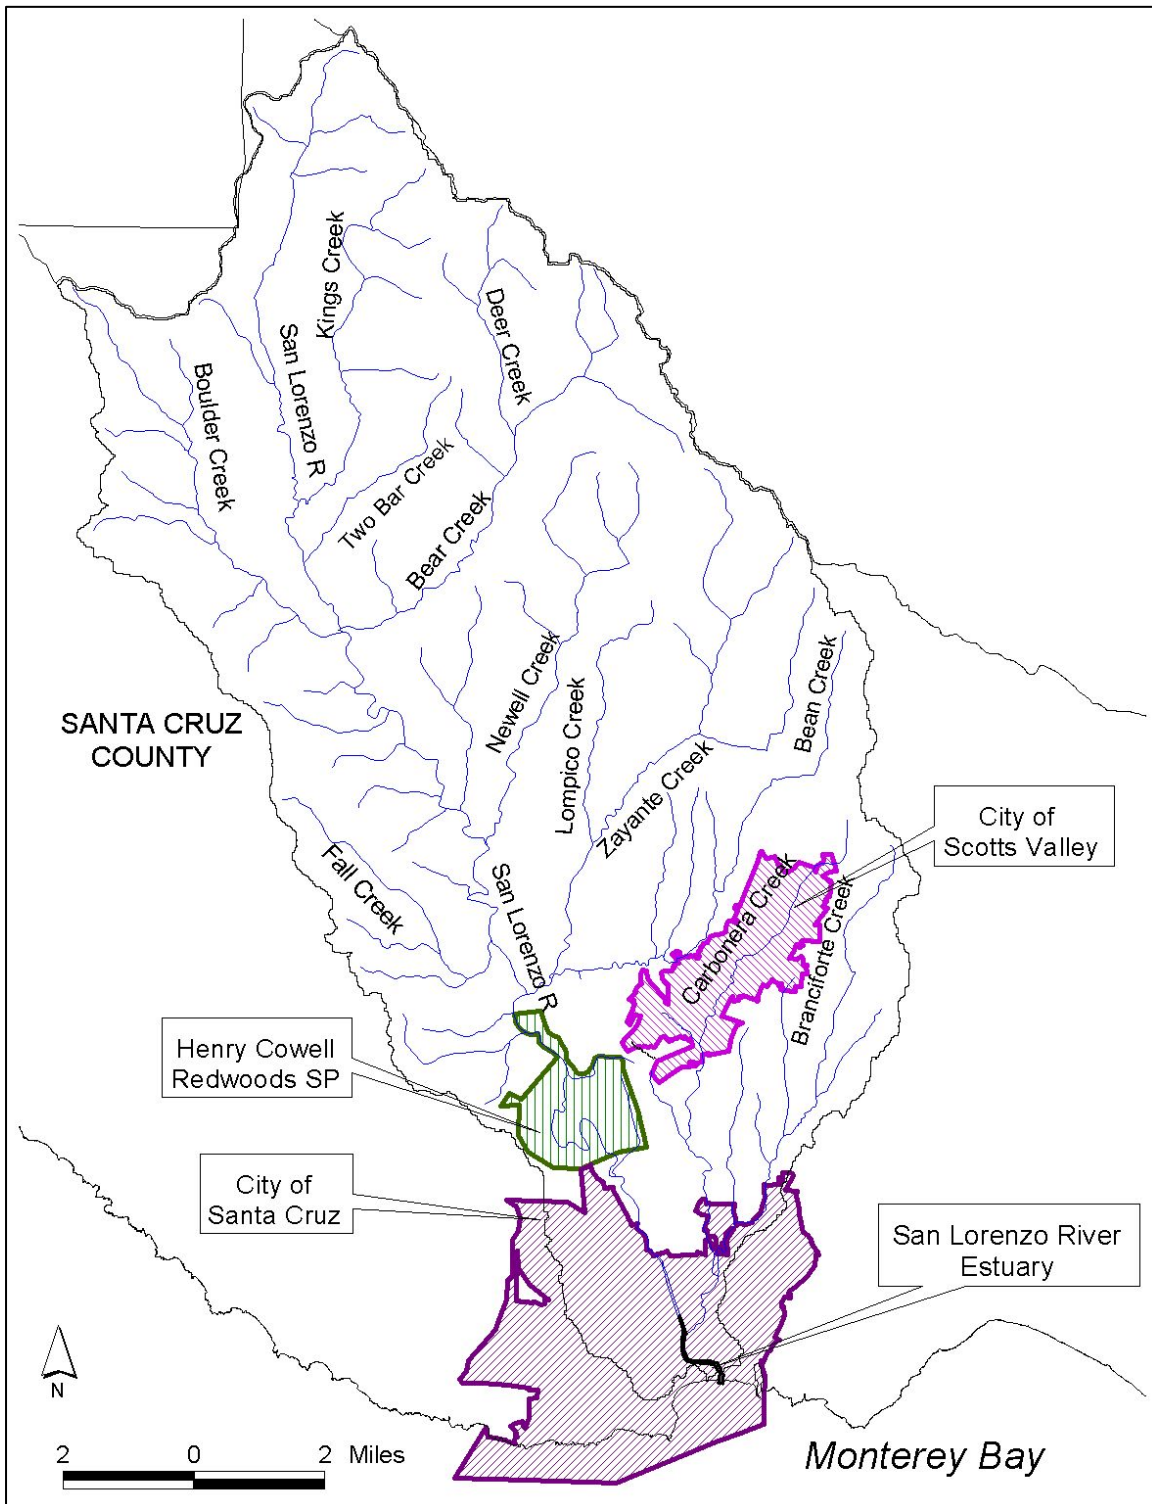 Kings Creek
San Lorenzo R
Deer Creek
Boulder Creek
Two Bar Creek
Bear Creek
Newell Creek
Lompico Creek
Bean Creek
SANTA CRUZ
COUNTY
Zayante Creek
City of
Scotts Valley
Fall Creek
San Lorenzo R
Carbonera Creek
Branciforte Creek
Henry Cowell
Redwoods SP
City of
Santa Cruz
San Lorenzo River
Estuary
N
2 0 2 Miles
Monterey Bay